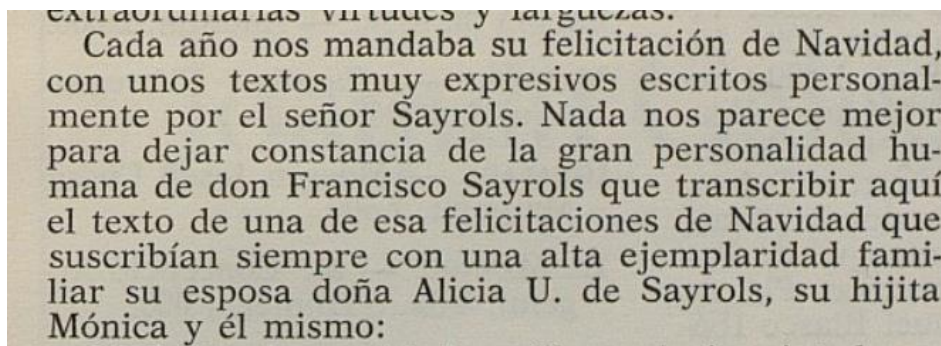 extraordinarias virtudes y larguezas.
Cada año nos mandaba su felicitación de Navidad,
con unos textos muy expresivos escritos personal-
mente por el señor Sayrols. Nada nos parece mejor
para dejar constancia de la gran personalidad hu-
mana de don Francisco Sayrols que transcribir aquí
el texto de una de esa felicitaciones de Navidad que
suscribían siempre con una alta ejemplaridad fami-
liar su esposa doña Alicia U. de Sayrols, su hijita
Mónica y él mismo: